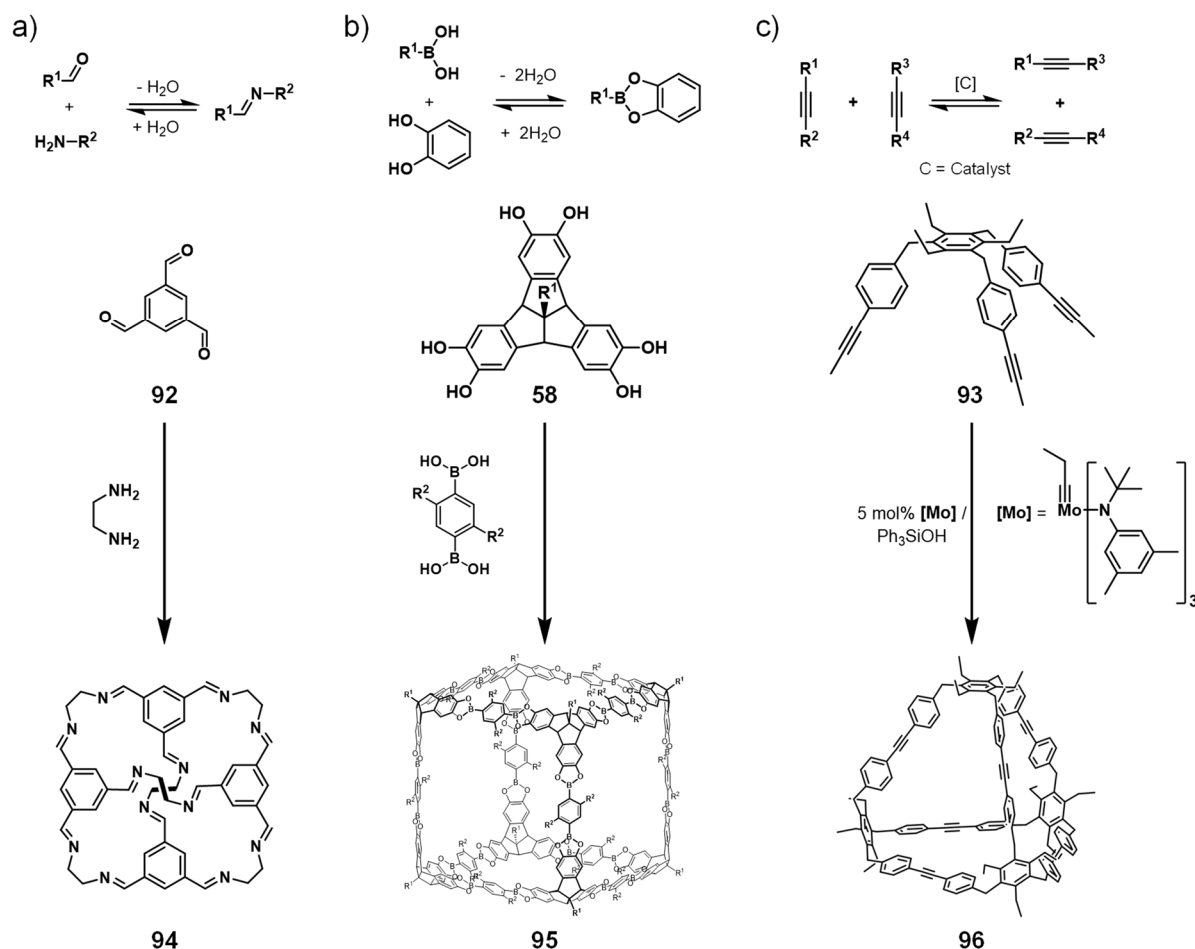 a)
R¹
O
+
H₂N–R²
- H₂O
+ H₂O
R¹
N–R²
O
O
O
92
NH₂
NH₂
N
N
N
N
N
N
N
N
N
N
N
N
94
b)
OH
R¹–B
OH
+
HO
HO
- 2H₂O
+ 2H₂O
O
R¹–B
O
HO
OH
R¹
HO
OH
HO
OH
58
HO
B
OH
R²
R²
HO
B
OH
95
c)
R¹
R²
+
R³
R⁴
[C]
R¹
R³
+
R²
R⁴
C = Catalyst
93
5 mol% [Mo] /
Ph₃SiOH
[Mo] =
Mo
N
3
96